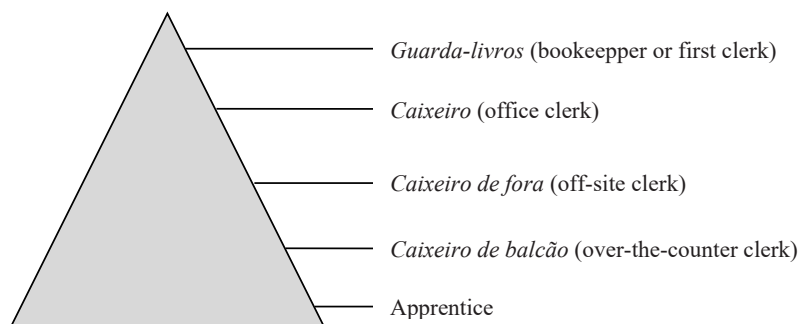 Guarda-livros (bookeepper or first clerk)
Caixeiro (office clerk)
Caixeiro de fora (off-site clerk)
Caixeiro de balcão (over-the-counter clerk)
Apprentice